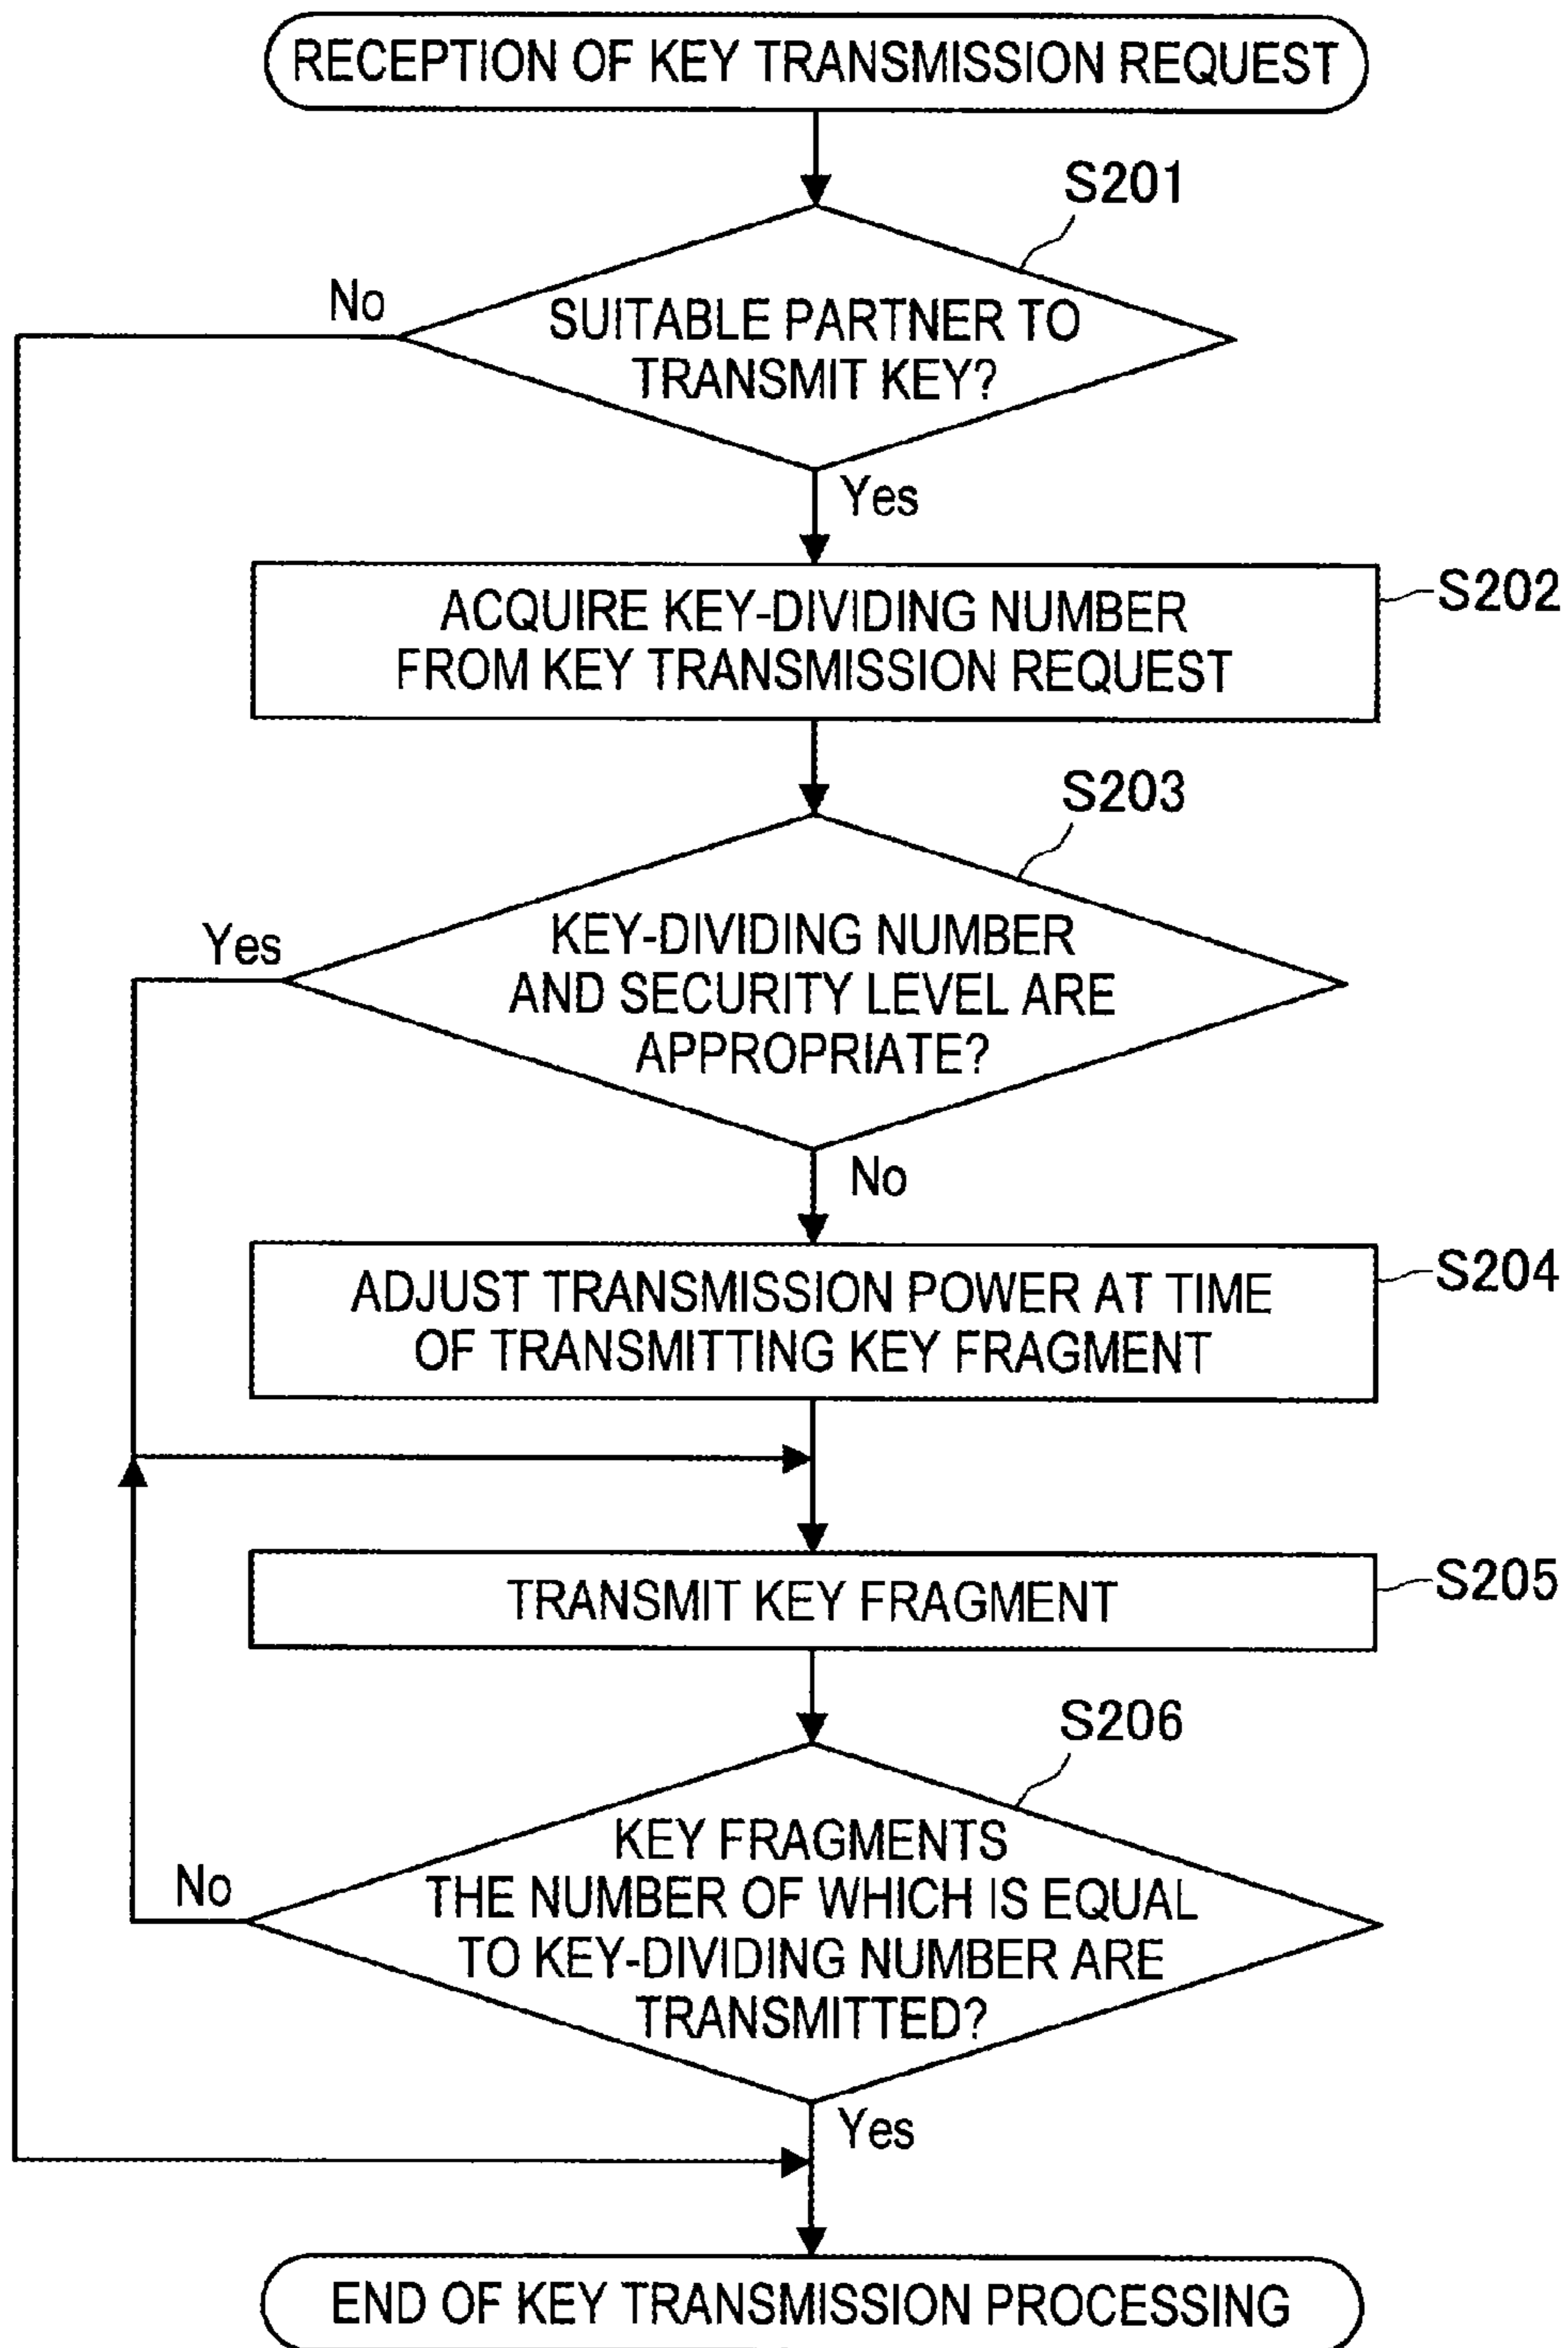 RECEPTION OF KEY TRANSMISSION REQUEST
S201
No
SUITABLE PARTNER TO
TRANSMIT KEY?
Yes
ACQUIRE KEY-DIVIDING NUMBER
FROM KEY TRANSMISSION REQUEST
S202
S203
Yes
KEY-DIVIDING NUMBER
AND SECURITY LEVEL ARE
APPROPRIATE?
No
ADJUST TRANSMISSION POWER AT TIME
OF TRANSMITTING KEY FRAGMENT
S204
TRANSMIT KEY FRAGMENT
S205
S206
No
KEY FRAGMENTS
THE NUMBER OF WHICH IS EQUAL
TO KEY-DIVIDING NUMBER ARE
TRANSMITTED?
Yes
END OF KEY TRANSMISSION PROCESSING